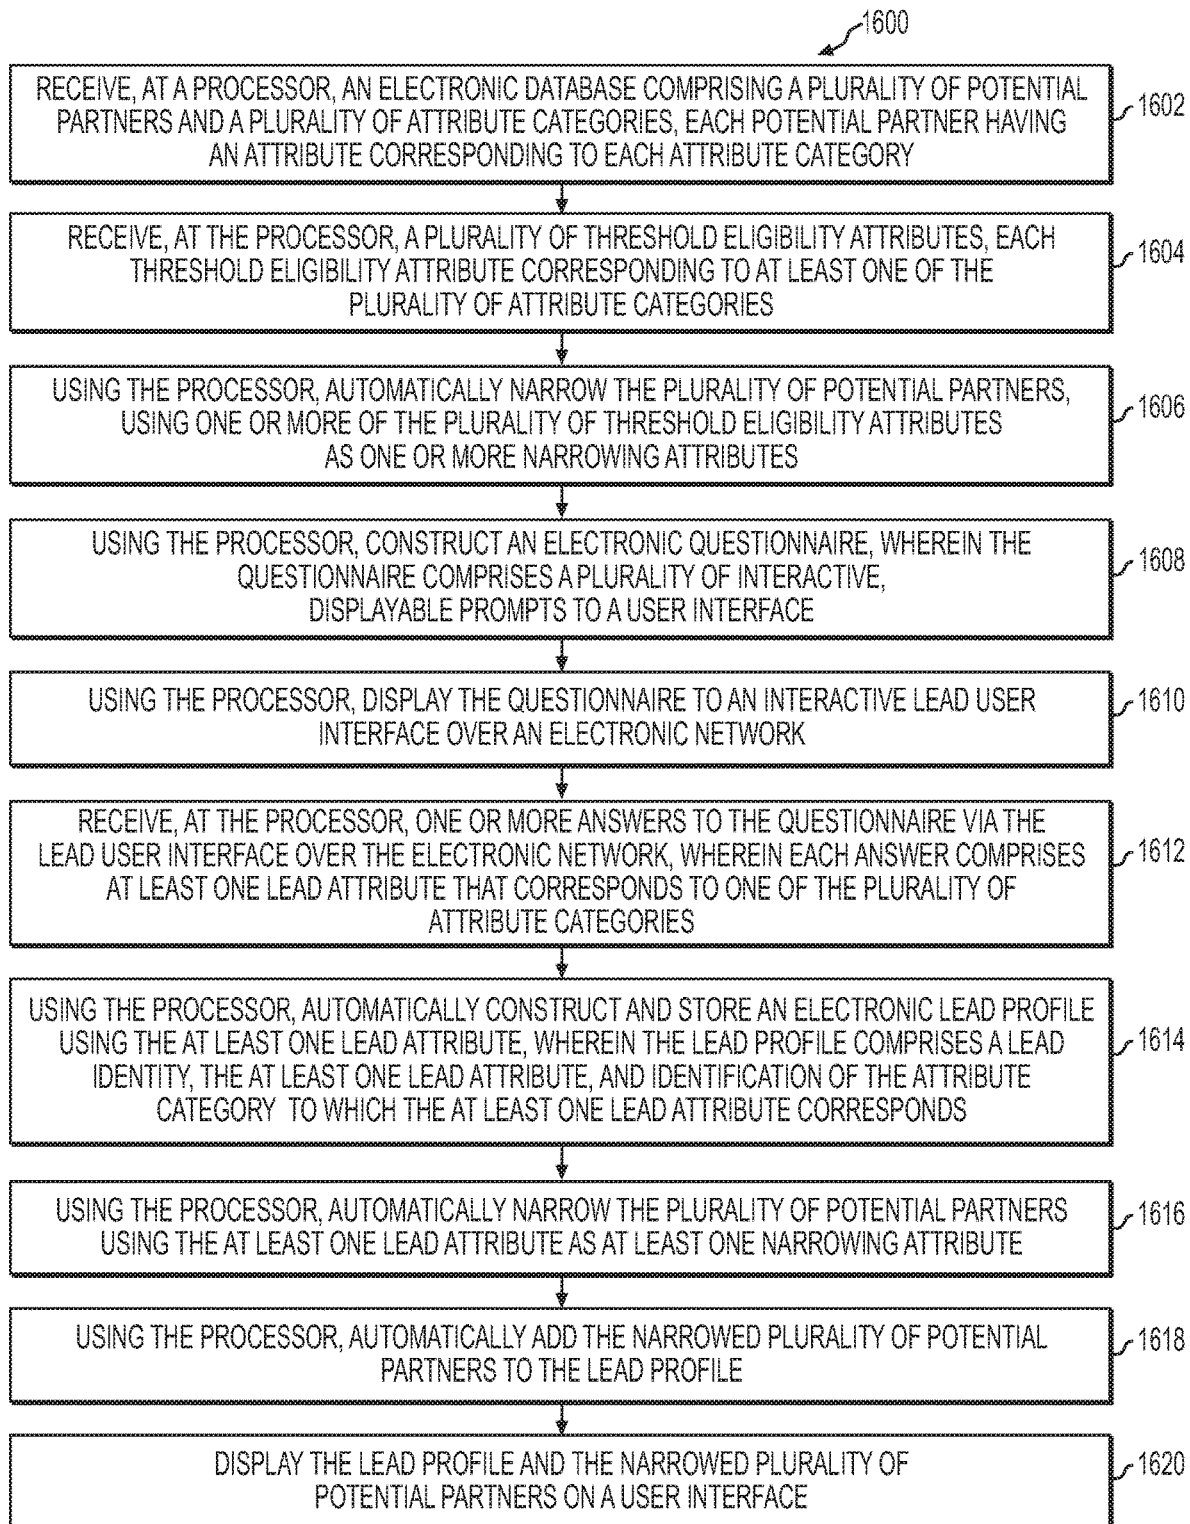 1600
RECEIVE, AT A PROCESSOR, AN ELECTRONIC DATABASE COMPRISING A PLURALITY OF POTENTIAL
PARTNERS AND A PLURALITY OF ATTRIBUTE CATEGORIES, EACH POTENTIAL PARTNER HAVING
AN ATTRIBUTE CORRESPONDING TO EACH ATTRIBUTE CATEGORY
1602
RECEIVE, AT THE PROCESSOR, A PLURALITY OF THRESHOLD ELIGIBILITY ATTRIBUTES, EACH
THRESHOLD ELIGIBILITY ATTRIBUTE CORRESPONDING TO AT LEAST ONE OF THE
PLURALITY OF ATTRIBUTE CATEGORIES
1604
USING THE PROCESSOR, AUTOMATICALLY NARROW THE PLURALITY OF POTENTIAL PARTNERS,
USING ONE OR MORE OF THE PLURALITY OF THRESHOLD ELIGIBILITY ATTRIBUTES
AS ONE OR MORE NARROWING ATTRIBUTES
1606
USING THE PROCESSOR, CONSTRUCT AN ELECTRONIC QUESTIONNAIRE, WHEREIN THE
QUESTIONNAIRE COMPRISES A PLURALITY OF INTERACTIVE,
DISPLAYABLE PROMPTS TO A USER INTERFACE
1608
USING THE PROCESSOR, DISPLAY THE QUESTIONNAIRE TO AN INTERACTIVE LEAD USER
INTERFACE OVER AN ELECTRONIC NETWORK
1610
RECEIVE, AT THE PROCESSOR, ONE OR MORE ANSWERS TO THE QUESTIONNAIRE VIA THE
LEAD USER INTERFACE OVER THE ELECTRONIC NETWORK, WHEREIN EACH ANSWER COMPRISES
AT LEAST ONE LEAD ATTRIBUTE THAT CORRESPONDS TO ONE OF THE PLURALITY OF
ATTRIBUTE CATEGORIES
1612
USING THE PROCESSOR, AUTOMATICALLY CONSTRUCT AND STORE AN ELECTRONIC LEAD PROFILE
USING THE AT LEAST ONE LEAD ATTRIBUTE, WHEREIN THE LEAD PROFILE COMPRISES A LEAD
IDENTITY, THE AT LEAST ONE LEAD ATTRIBUTE, AND IDENTIFICATION OF THE ATTRIBUTE
CATEGORY TO WHICH THE AT LEAST ONE LEAD ATTRIBUTE CORRESPONDS
1614
USING THE PROCESSOR, AUTOMATICALLY NARROW THE PLURALITY OF POTENTIAL PARTNERS
USING THE AT LEAST ONE LEAD ATTRIBUTE AS AT LEAST ONE NARROWING ATTRIBUTE
1616
USING THE PROCESSOR, AUTOMATICALLY ADD THE NARROWED PLURALITY OF POTENTIAL
PARTNERS TO THE LEAD PROFILE
1618
DISPLAY THE LEAD PROFILE AND THE NARROWED PLURALITY OF
POTENTIAL PARTNERS ON A USER INTERFACE
1620